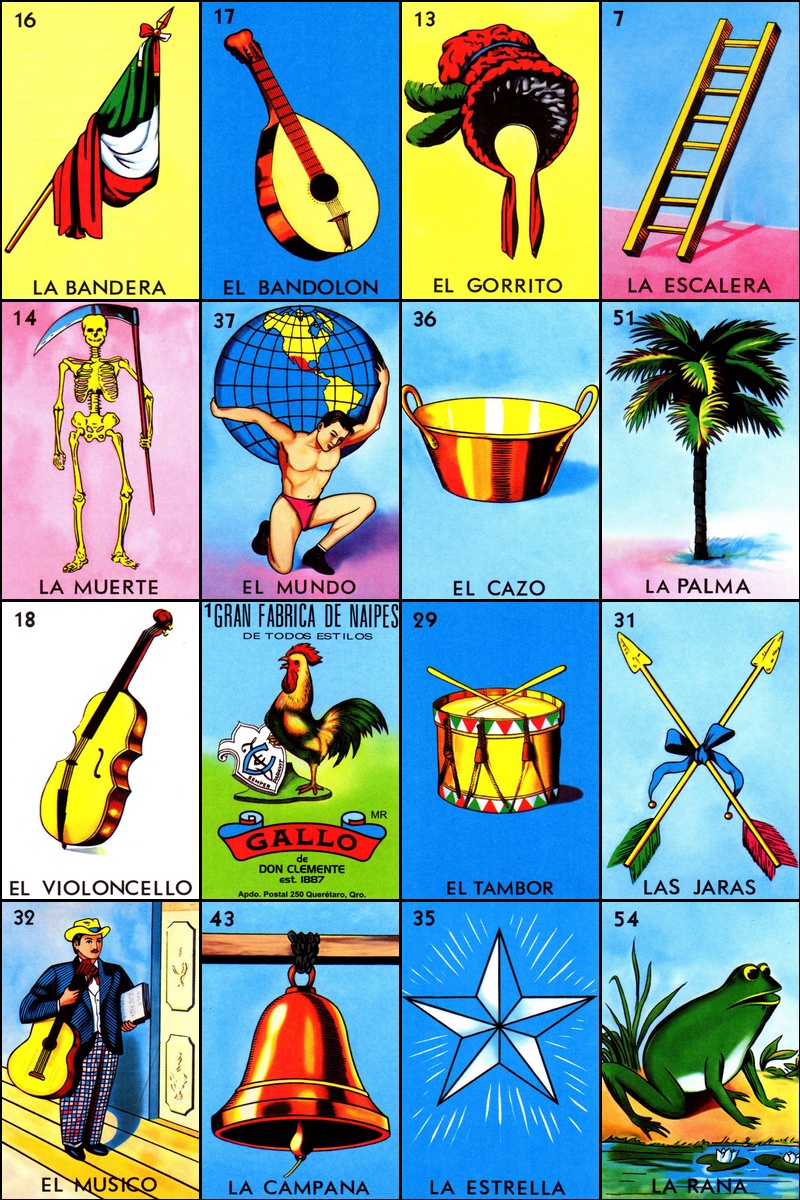 16
LA BANDERA
17
EL BANDOLON
13
EL GORRITO
7
LA ESCALERA
14
LA MUERTE
37
EL MUNDO
36
EL CAZO
51
LA PALMA
18
EL VIOLONCELLO
1
GRAN FABRICA DE NAIPES
DE TODOS ESTILOS
SEMPER
MR
GALLO
de
DON CLEMENTE
est. 1887
Apdo. Postal 250 Querétaro, Qro.
29
EL TAMBOR
31
LAS JARAS
32
EL MUSICO
43
LA CAMPANA
35
LA ESTRELLA
54
LA RANA